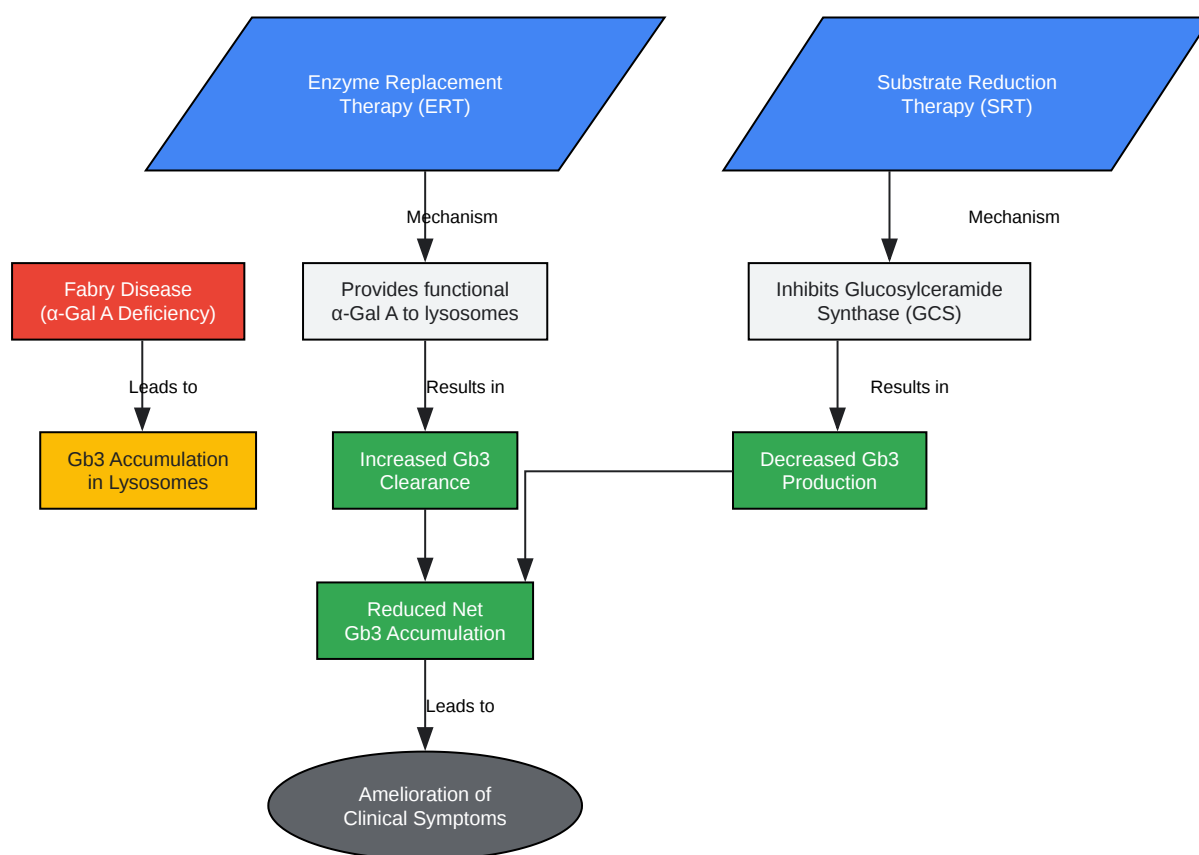 Enzyme Replacement
Therapy (ERT)
Substrate Reduction
Therapy (SRT)
Mechanism
Mechanism
Fabry Disease
(α-Gal A Deficiency)
Provides functional
α-Gal A to lysosomes
Inhibits Glucosylceramide
Synthase (GCS)
Leads to
Results in
Results in
Gb3 Accumulation
in Lysosomes
Increased Gb3
Clearance
Decreased Gb3
Production
Reduced Net
Gb3 Accumulation
Leads to
Amelioration of
Clinical Symptoms